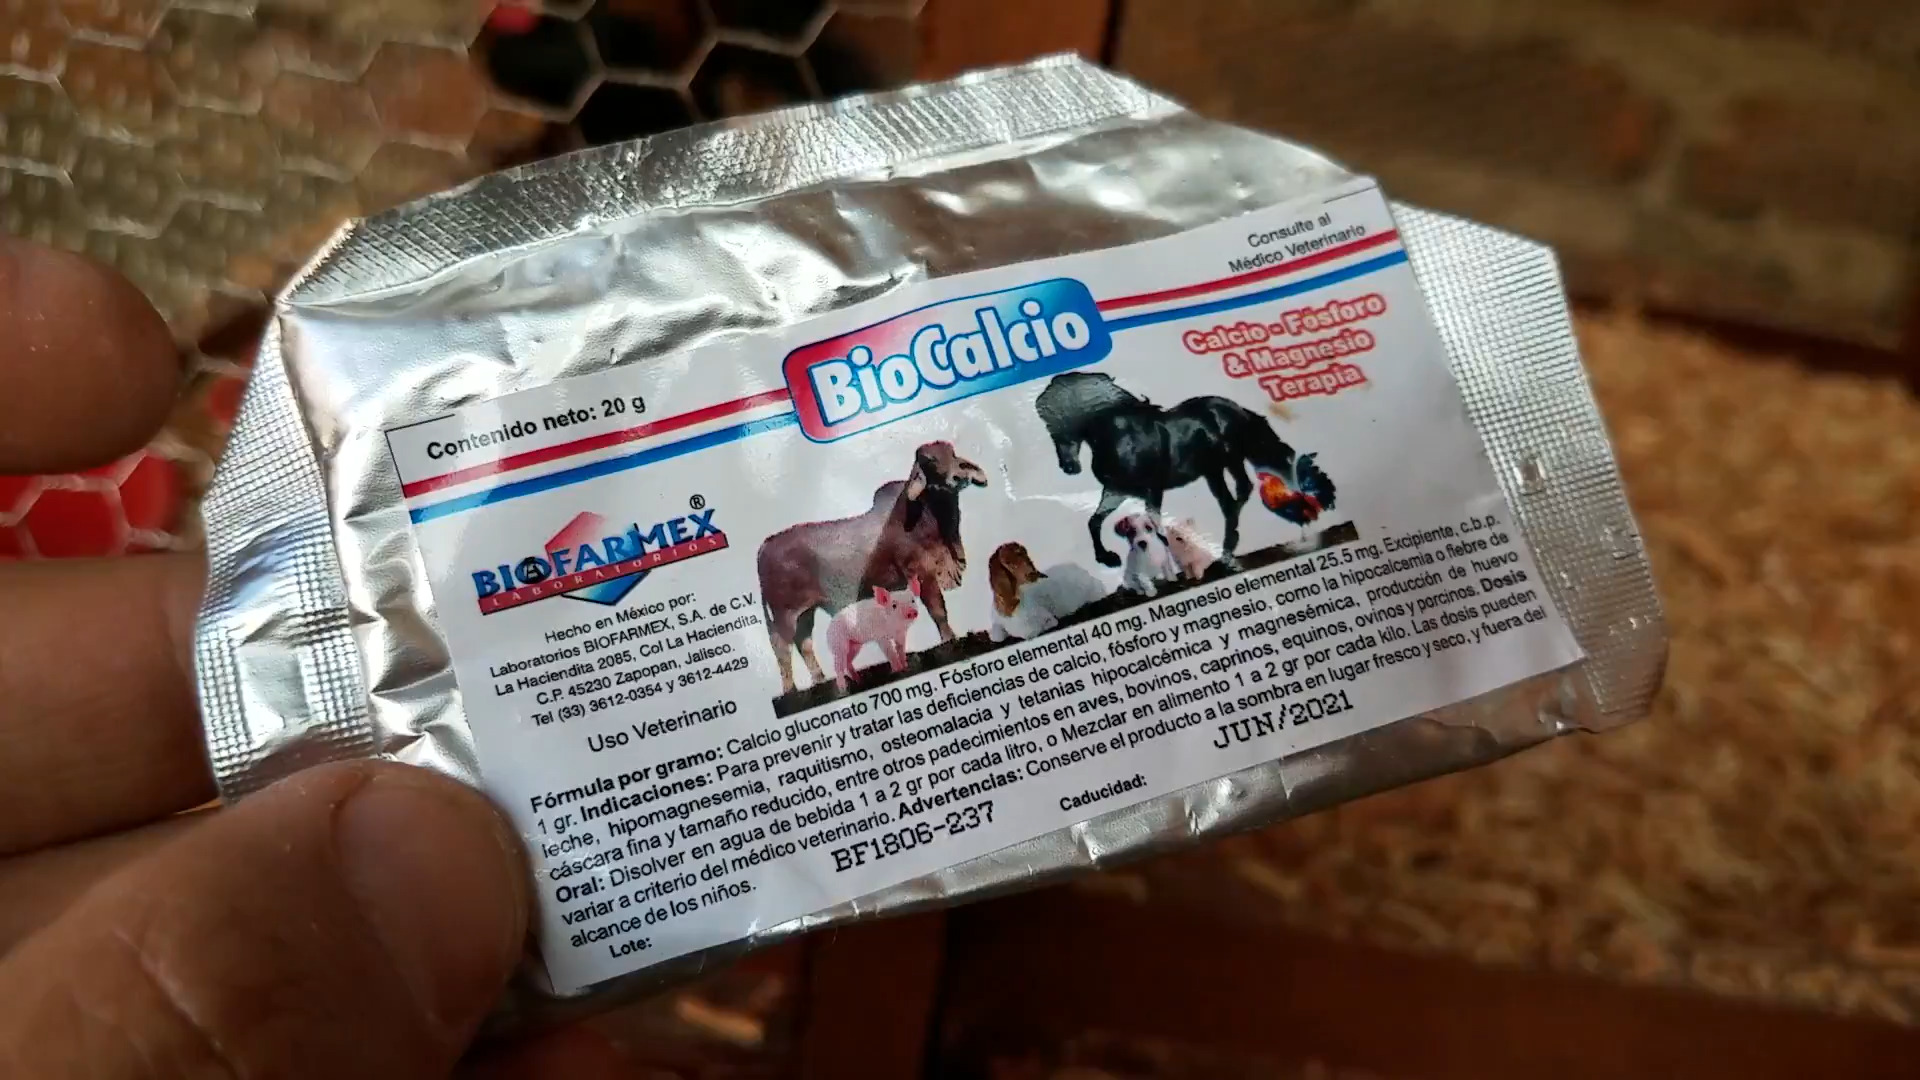 Consulte al
Médico Veterinario
BioCalcio
Calcio - Fósforo
& Magnesio
Terapia
Contenido neto: 20 g
BIOFARMEX®
LABORATORIOS
Hecho en México por:
Laboratorios BIOFARMEX, S.A. de C.V.
La Haciendita 2085, Col La Haciendita,
C.P. 45230 Zapopan, Jalisco.
Tel (33) 3612-0354 y 3612-4429
Uso Veterinario
Fórmula por gramo: Calcio gluconato 700 mg. Fósforo elemental 40 mg. Magnesio elemental 25.5 mg. Excipiente, c.b.p.
1 gr. Indicaciones: Para prevenir y tratar las deficiencias de calcio, fósforo y magnesio, como la hipocalcemia o fiebre de
leche, hipomagnesemia, raquitismo, osteomalacia y tetanias hipocalcémica y magnesémica, producción de huevo
cáscara fina y tamaño reducido, entre otros padecimientos en aves, bovinos, caprinos, equinos, ovinos y porcinos. Dosis
Oral: Disolver en agua de bebida 1 a 2 gr por cada litro, o Mezclar en alimento 1 a 2 gr por cada kilo. Las dosis pueden
variar a criterio del médico veterinario. Advertencias: Conserve el producto a la sombra en lugar fresco y seco, y fuera del
alcance de los niños.
Lote: BF1806-237
Caducidad: JUN/2021